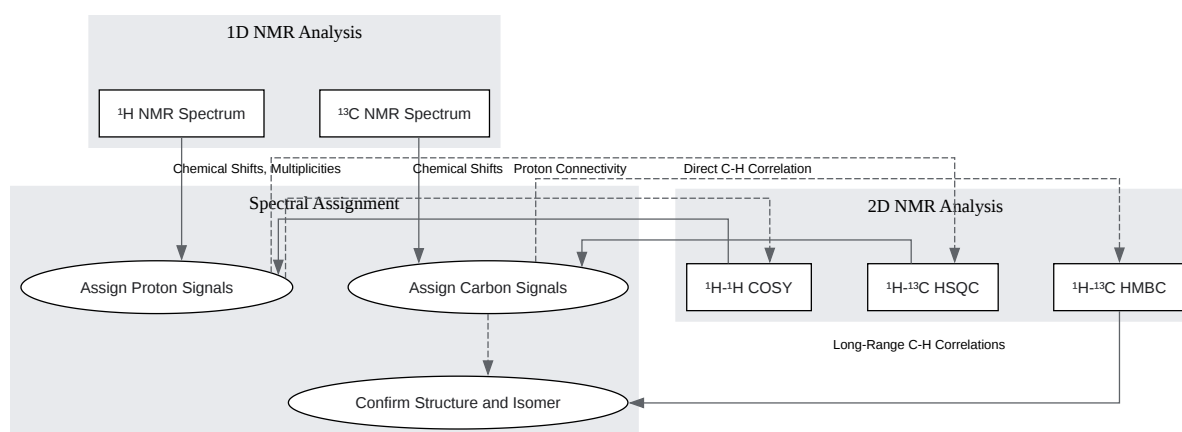 1D NMR Analysis
¹H NMR Spectrum
¹³C NMR Spectrum
Chemical Shifts, Multiplicities
Chemical Shifts
Proton Connectivity
Direct C-H Correlation
Spectral Assignment
2D NMR Analysis
Assign Proton Signals
Assign Carbon Signals
¹H-¹H COSY
¹H-¹³C HSQC
¹H-¹³C HMBC
Long-Range C-H Correlations
Confirm Structure and Isomer